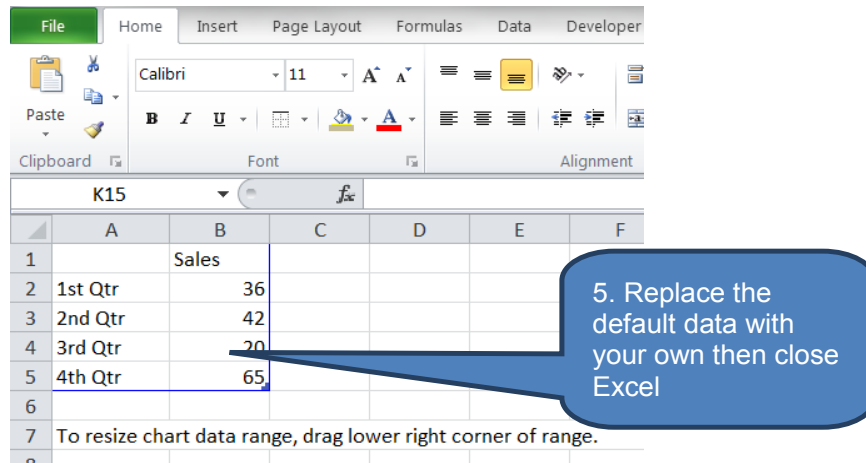 File Home Insert Page Layout Formulas Data Developer
Calibri 11 A A
Paste B I U A a
Clipboard Font Alignment
K15 fx
A B C D E F
1 Sales
2 1st Qtr 36
3 2nd Qtr 42
4 3rd Qtr 20
5 4th Qtr 65
6
7 To resize chart data range, drag lower right corner of range.
5. Replace the
default data with
your own then close
Excel